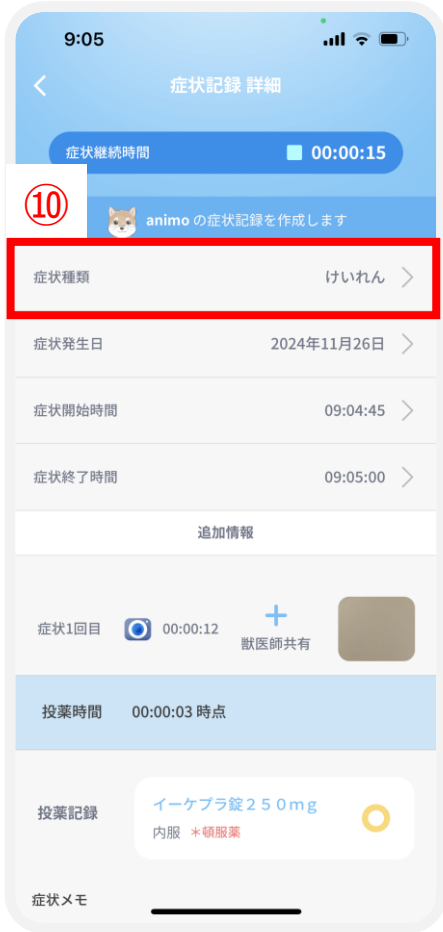 9:05
症状記録 詳細
症状継続時間 00:00:15
⑩
animo の症状記録を作成します
症状種類 けいれん
症状発生日 2024年11月26日
症状開始時間 09:04:45
症状終了時間 09:05:00
追加情報
症状1回目 00:00:12
獣医師共有
投薬時間 00:00:03 時点
投薬記録
イーケプラ錠２５０ｍｇ
内服 ＊頓服薬
症状メモ